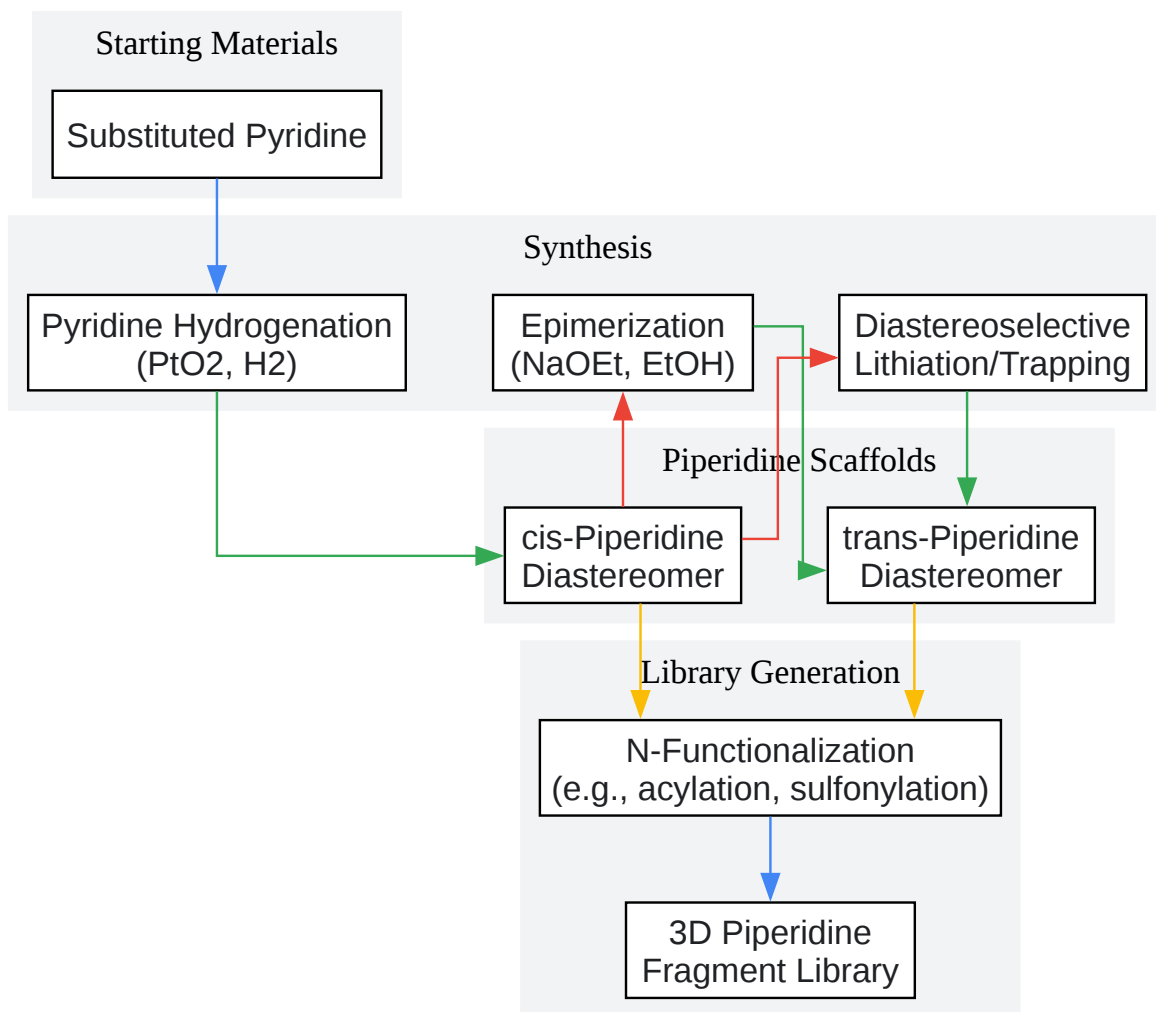 Starting Materials
Substituted Pyridine
Synthesis
Pyridine Hydrogenation
(PtO2, H2)
Epimerization
(NaOEt, EtOH)
Diastereoselective
Lithiation/Trapping
Piperidine Scaffolds
cis-Piperidine
Diastereomer
trans-Piperidine
Diastereomer
Library Generation
N-Functionalization
(e.g., acylation, sulfonylation)
3D Piperidine
Fragment Library